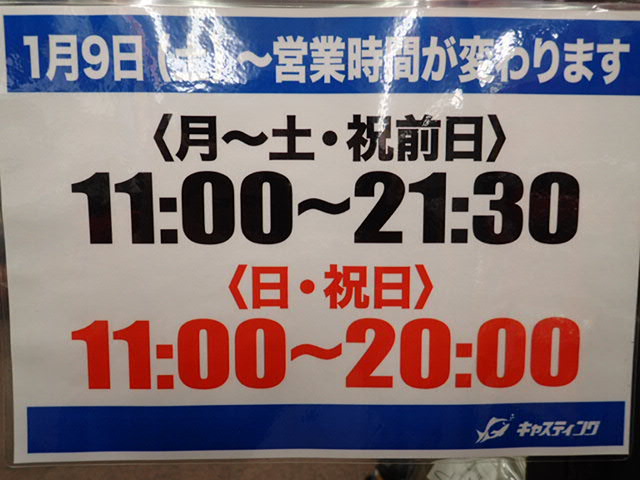 1月9日(土)〜営業時間が変わります
〈月〜土・祝前日〉
11:00〜21:30
〈日・祝日〉
11:00〜20:00
キャスティング